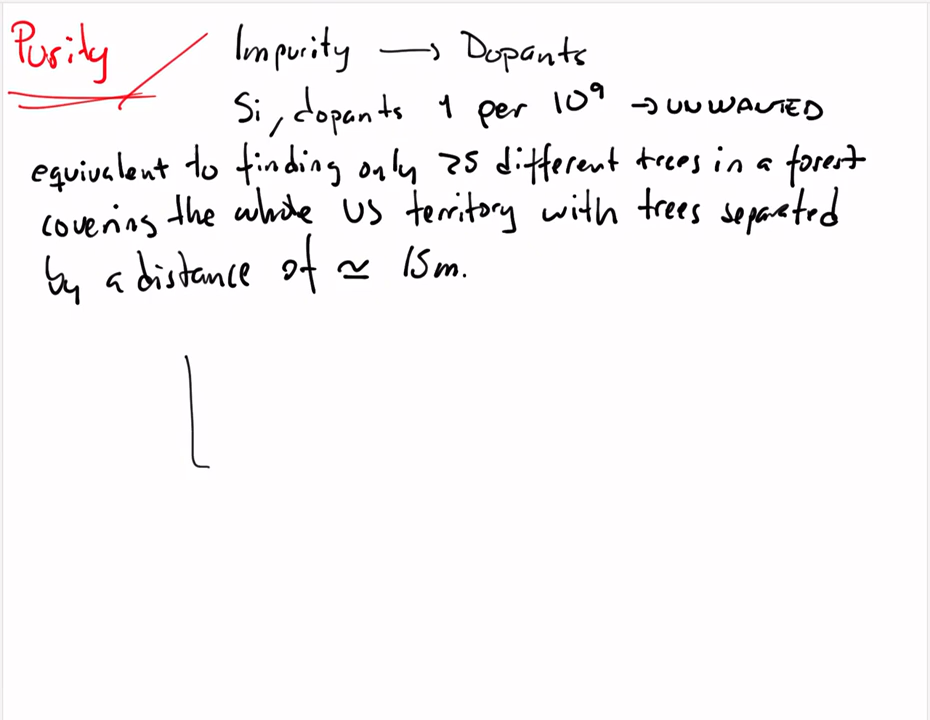 Purity Impurity → Dopants
Si, dopants 1 per 10⁹ → UNWANTED
equivalent to finding only 25 different trees in a forest
covering the whole US territory with trees separated
by a distance of ≃ 15m.